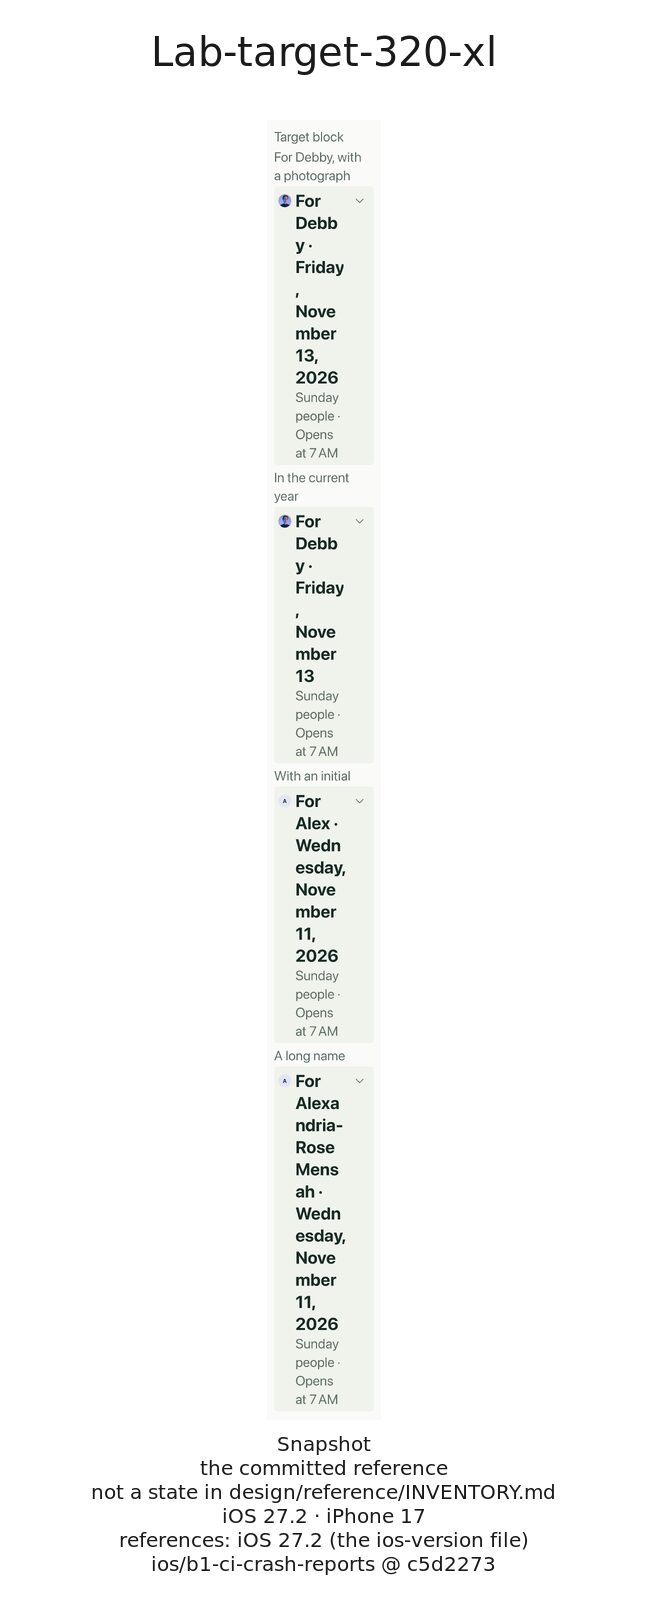 Lab-target-320-xl
Target block
For Debby, with
a photograph
For
Debb
y ·
Friday
,
Nove
mber
13,
2026
Sunday
people ·
Opens
at 7 AM
In the current
year
For
Debb
y ·
Friday
,
Nove
mber
13
Sunday
people ·
Opens
at 7 AM
With an initial
A
For
Alex ·
Wedn
esday,
Nove
mber
11,
2026
Sunday
people ·
Opens
at 7 AM
A long name
A
For
Alexa
ndria-
Rose
Mens
ah ·
Wedn
esday,
Nove
mber
11,
2026
Sunday
people ·
Opens
at 7 AM
Snapshot
the committed reference
not a state in design/reference/INVENTORY.md
iOS 27.2 · iPhone 17
references: iOS 27.2 (the ios-version file)
ios/b1-ci-crash-reports @ c5d2273